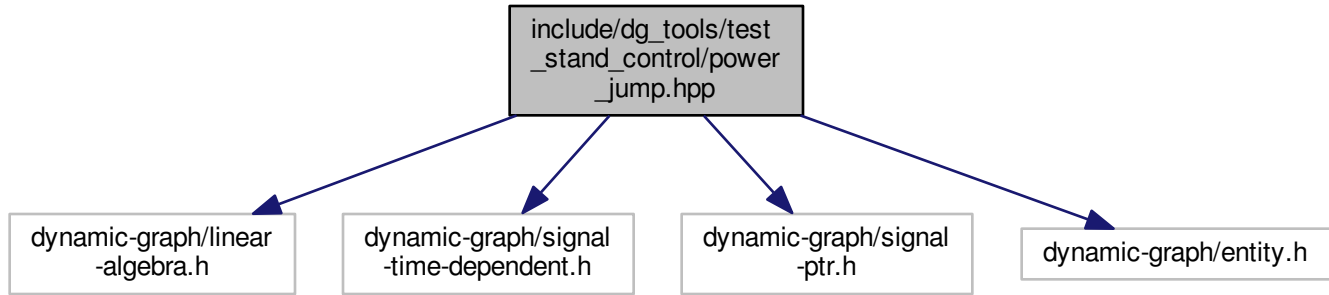 include/dg_tools/test
_stand_control/power
_jump.hpp
dynamic-graph/linear
-algebra.h
dynamic-graph/signal
-time-dependent.h
dynamic-graph/signal
-ptr.h
dynamic-graph/entity.h